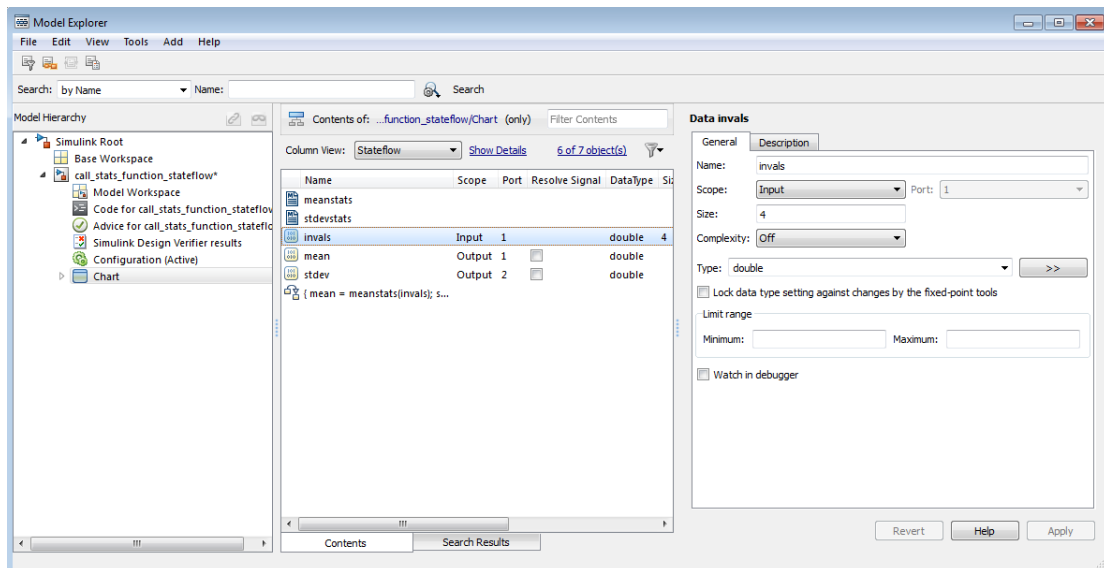 Model Explorer
File Edit View Tools Add Help
Search: by Name Name: Search
Model Hierarchy
Simulink Root
Base Workspace
call_stats_function_stateflow*
Model Workspace
Code for call_stats_function_stateflov
Advice for call_stats_function_stateflc
Simulink Design Verifier results
Configuration (Active)
Chart
Contents of: ...function_stateflow/Chart (only) Filter Contents
Column View: Stateflow Show Details 6 of 7 object(s)
Name Scope Port Resolve Signal DataType Siz
meanstats
stdevstats
invals Input 1 double 4
mean Output 1 double
stdev Output 2 double
{ mean = meanstats(invals); s...
Contents Search Results
Data invals
General Description
Name: invals
Scope: Input Port: 1
Size: 4
Complexity: Off
Type: double >>
Lock data type setting against changes by the fixed-point tools
Limit range
Minimum: Maximum:
Watch in debugger
Revert Help Apply